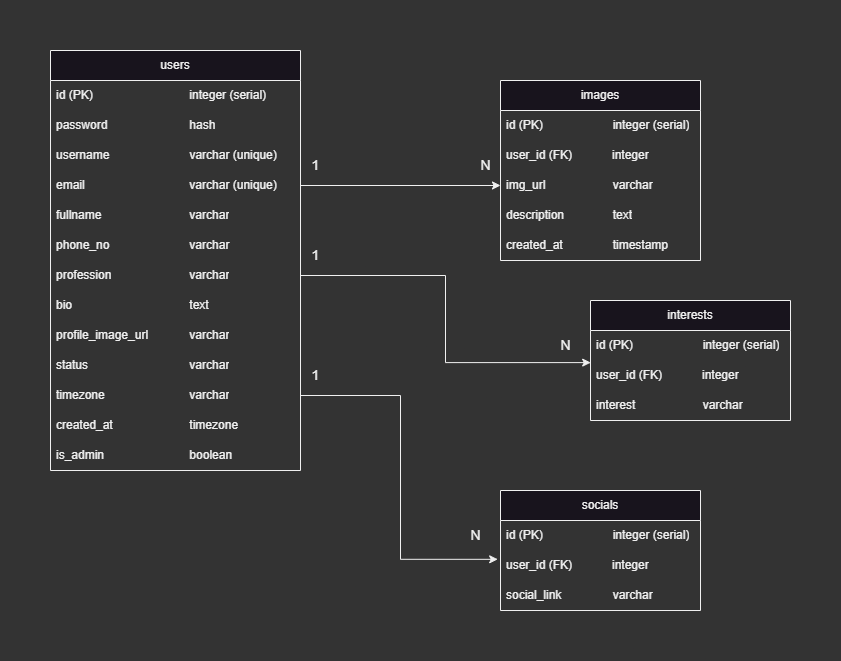 users
id (PK) integer (serial)
password hash
username varchar (unique)
email varchar (unique)
fullname varchar
phone_no varchar
profession varchar
bio text
profile_image_url varchar
status varchar
timezone varchar
created_at timezone
is_admin boolean
1 N
images
id (PK) integer (serial)
user_id (FK) integer
img_url varchar
description text
created_at timestamp
1 N
interests
id (PK) integer (serial)
user_id (FK) integer
interest varchar
1 N
socials
id (PK) integer (serial)
user_id (FK) integer
social_link varchar